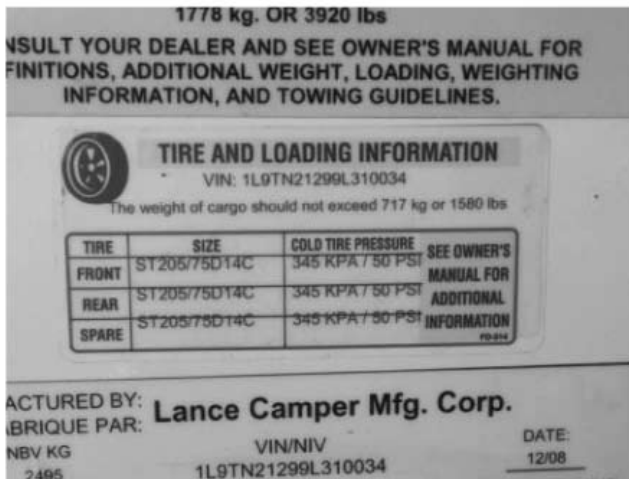 1778 kg. OR 3920 lbs
NSULT YOUR DEALER AND SEE OWNER'S MANUAL FOR
FINITIONS, ADDITIONAL WEIGHT, LOADING, WEIGHTING
INFORMATION, AND TOWING GUIDELINES.
TIRE AND LOADING INFORMATION
VIN: 1L9TN21299L310034
The weight of cargo should not exceed 717 kg or 1580 lbs
TIRE SIZE COLD TIRE PRESSURE SEE OWNER'S
FRONT ST205/75D14C 345 KPA / 50 PSI MANUAL FOR
REAR ST205/75D14C 345 KPA / 50 PSI ADDITIONAL
SPARE ST205/75D14C 345 KPA / 50 PSI INFORMATION
ACTURED BY: Lance Camper Mfg. Corp.
ABRIQUE PAR:
NBV KG VIN/NIV DATE:
2495 1L9TN21299L310034 12/08